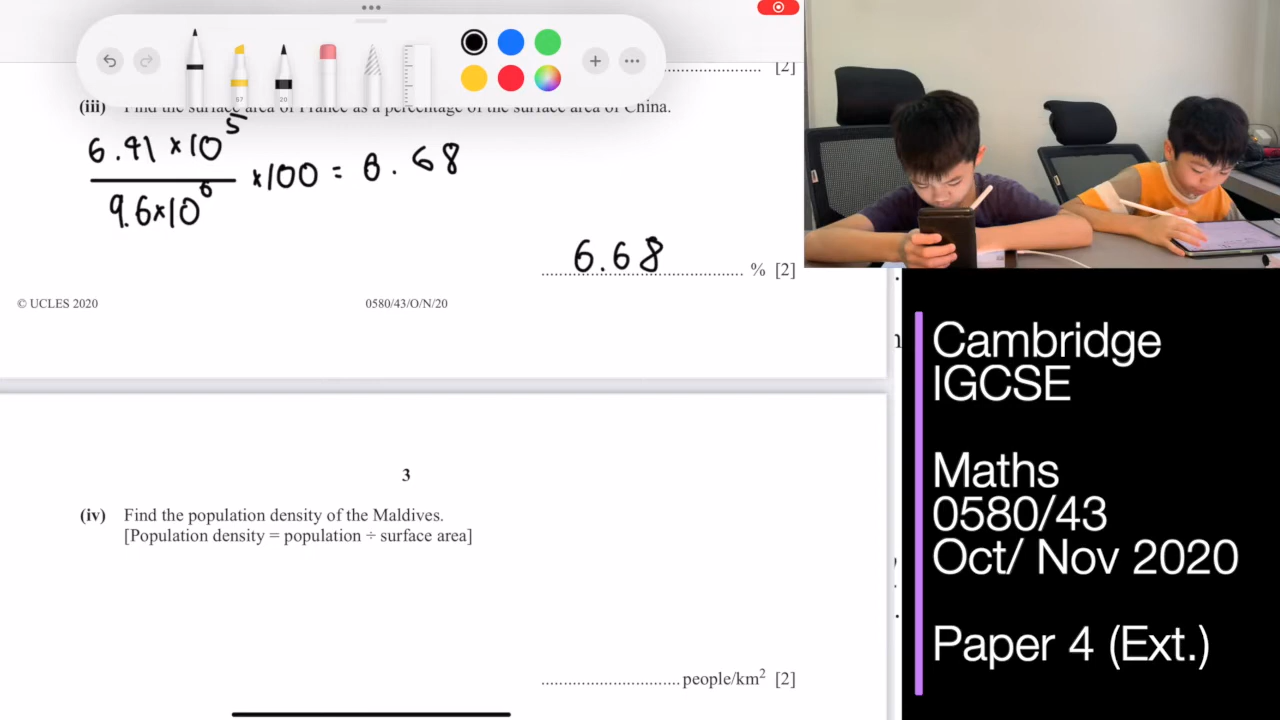 [2]
(iii) Find the surface area of France as a percentage of the surface area of China.
6.41 × 10^5
9.6 × 10^6
× 100 = 6.68
6.68
% [2]
© UCLES 2020
0580/43/O/N/20
3
(iv) Find the population density of the Maldives.
[Population density = population ÷ surface area]
people/km² [2]
Cambridge
IGCSE
Maths
0580/43
Oct/ Nov 2020
Paper 4 (Ext.)